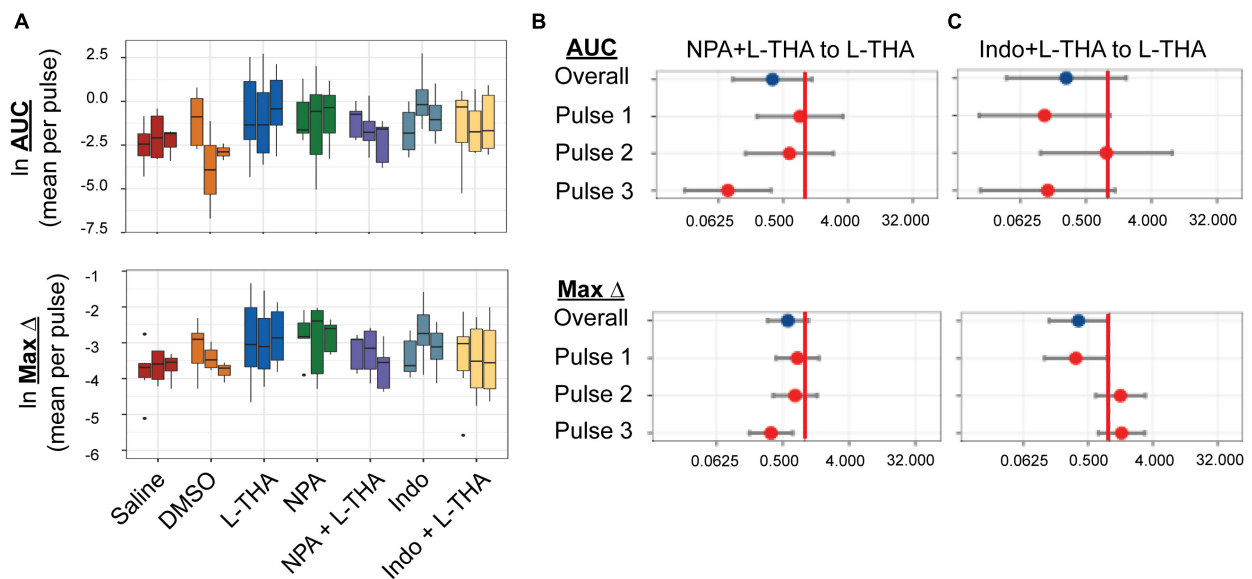 A
ln AUC
(mean per pulse)
2.5
0.0
-2.5
-5.0
-7.5
ln Max Δ
(mean per pulse)
-1
-2
-3
-4
-5
-6
Saline
DMSO
L-THA
NPA
NPA + L-THA
Indo
Indo + L-THA
B
AUC
NPA+L-THA to L-THA
Overall
Pulse 1
Pulse 2
Pulse 3
0.0625 0.500 4.000 32.000
Max Δ
Overall
Pulse 1
Pulse 2
Pulse 3
0.0625 0.500 4.000 32.000
C
Indo+L-THA to L-THA
0.0625 0.500 4.000 32.000
0.0625 0.500 4.000 32.000